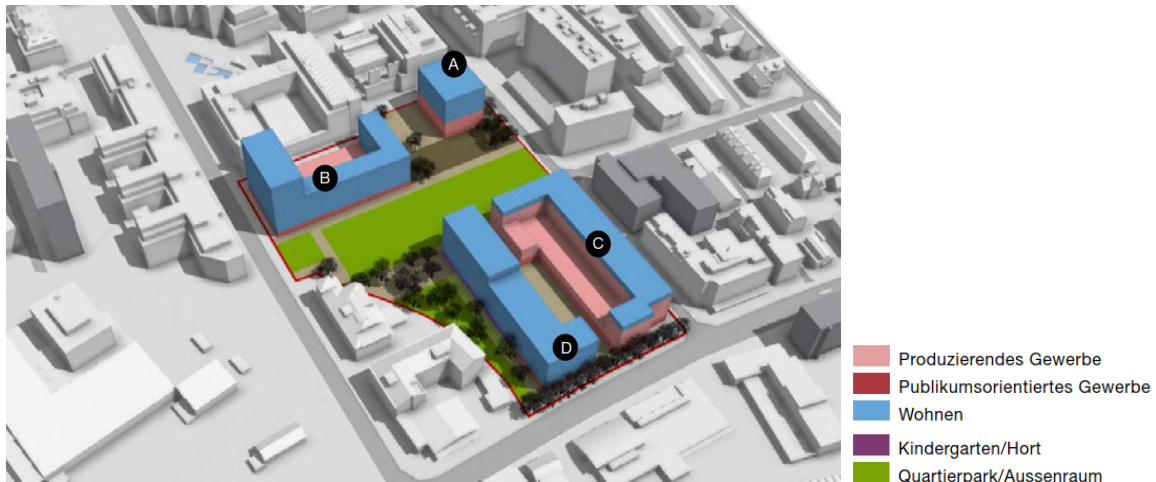 A
B
C
D
Produzierendes Gewerbe
Publikumsorientiertes Gewerbe
Wohnen
Kindergarten/Hort
Quartierpark/Aussenraum